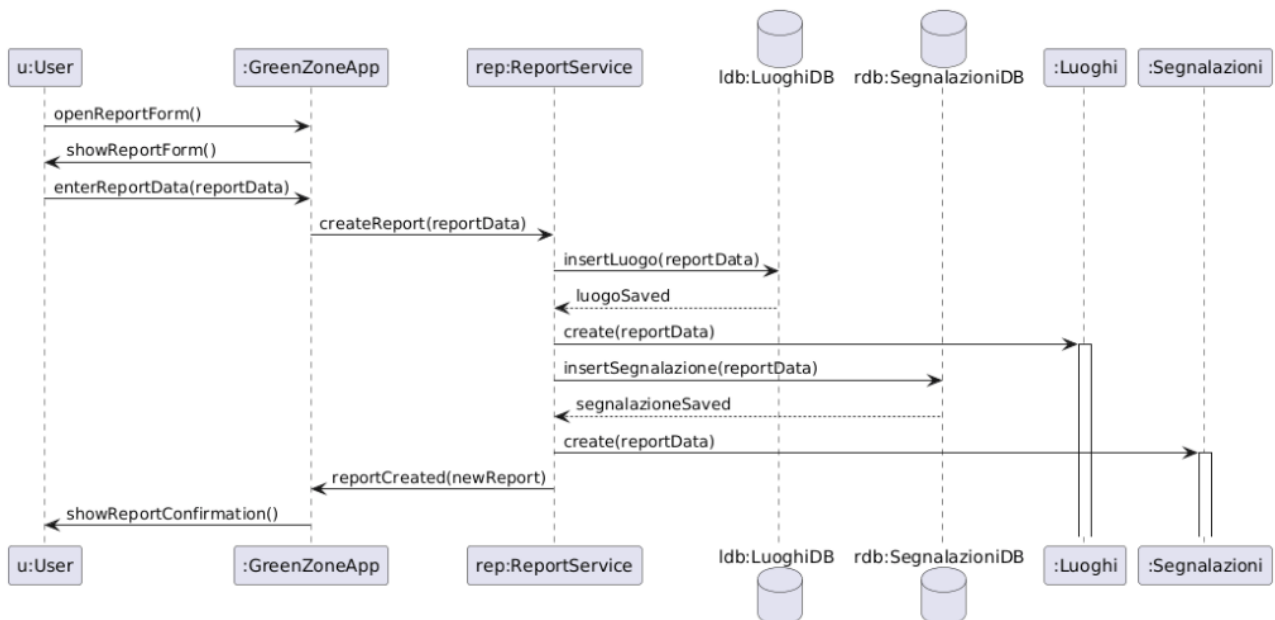 u:User
:GreenZoneApp
rep:ReportService
ldb:LuoghiDB
rdb:SegnalazioniDB
:Luoghi
:Segnalazioni
openReportForm()
showReportForm()
enterReportData(reportData)
createReport(reportData)
insertLuogo(reportData)
luogoSaved
create(reportData)
insertSegnalazione(reportData)
segnalazioneSaved
create(reportData)
reportCreated(newReport)
showReportConfirmation()
u:User
:GreenZoneApp
rep:ReportService
ldb:LuoghiDB
rdb:SegnalazioniDB
:Luoghi
:Segnalazioni